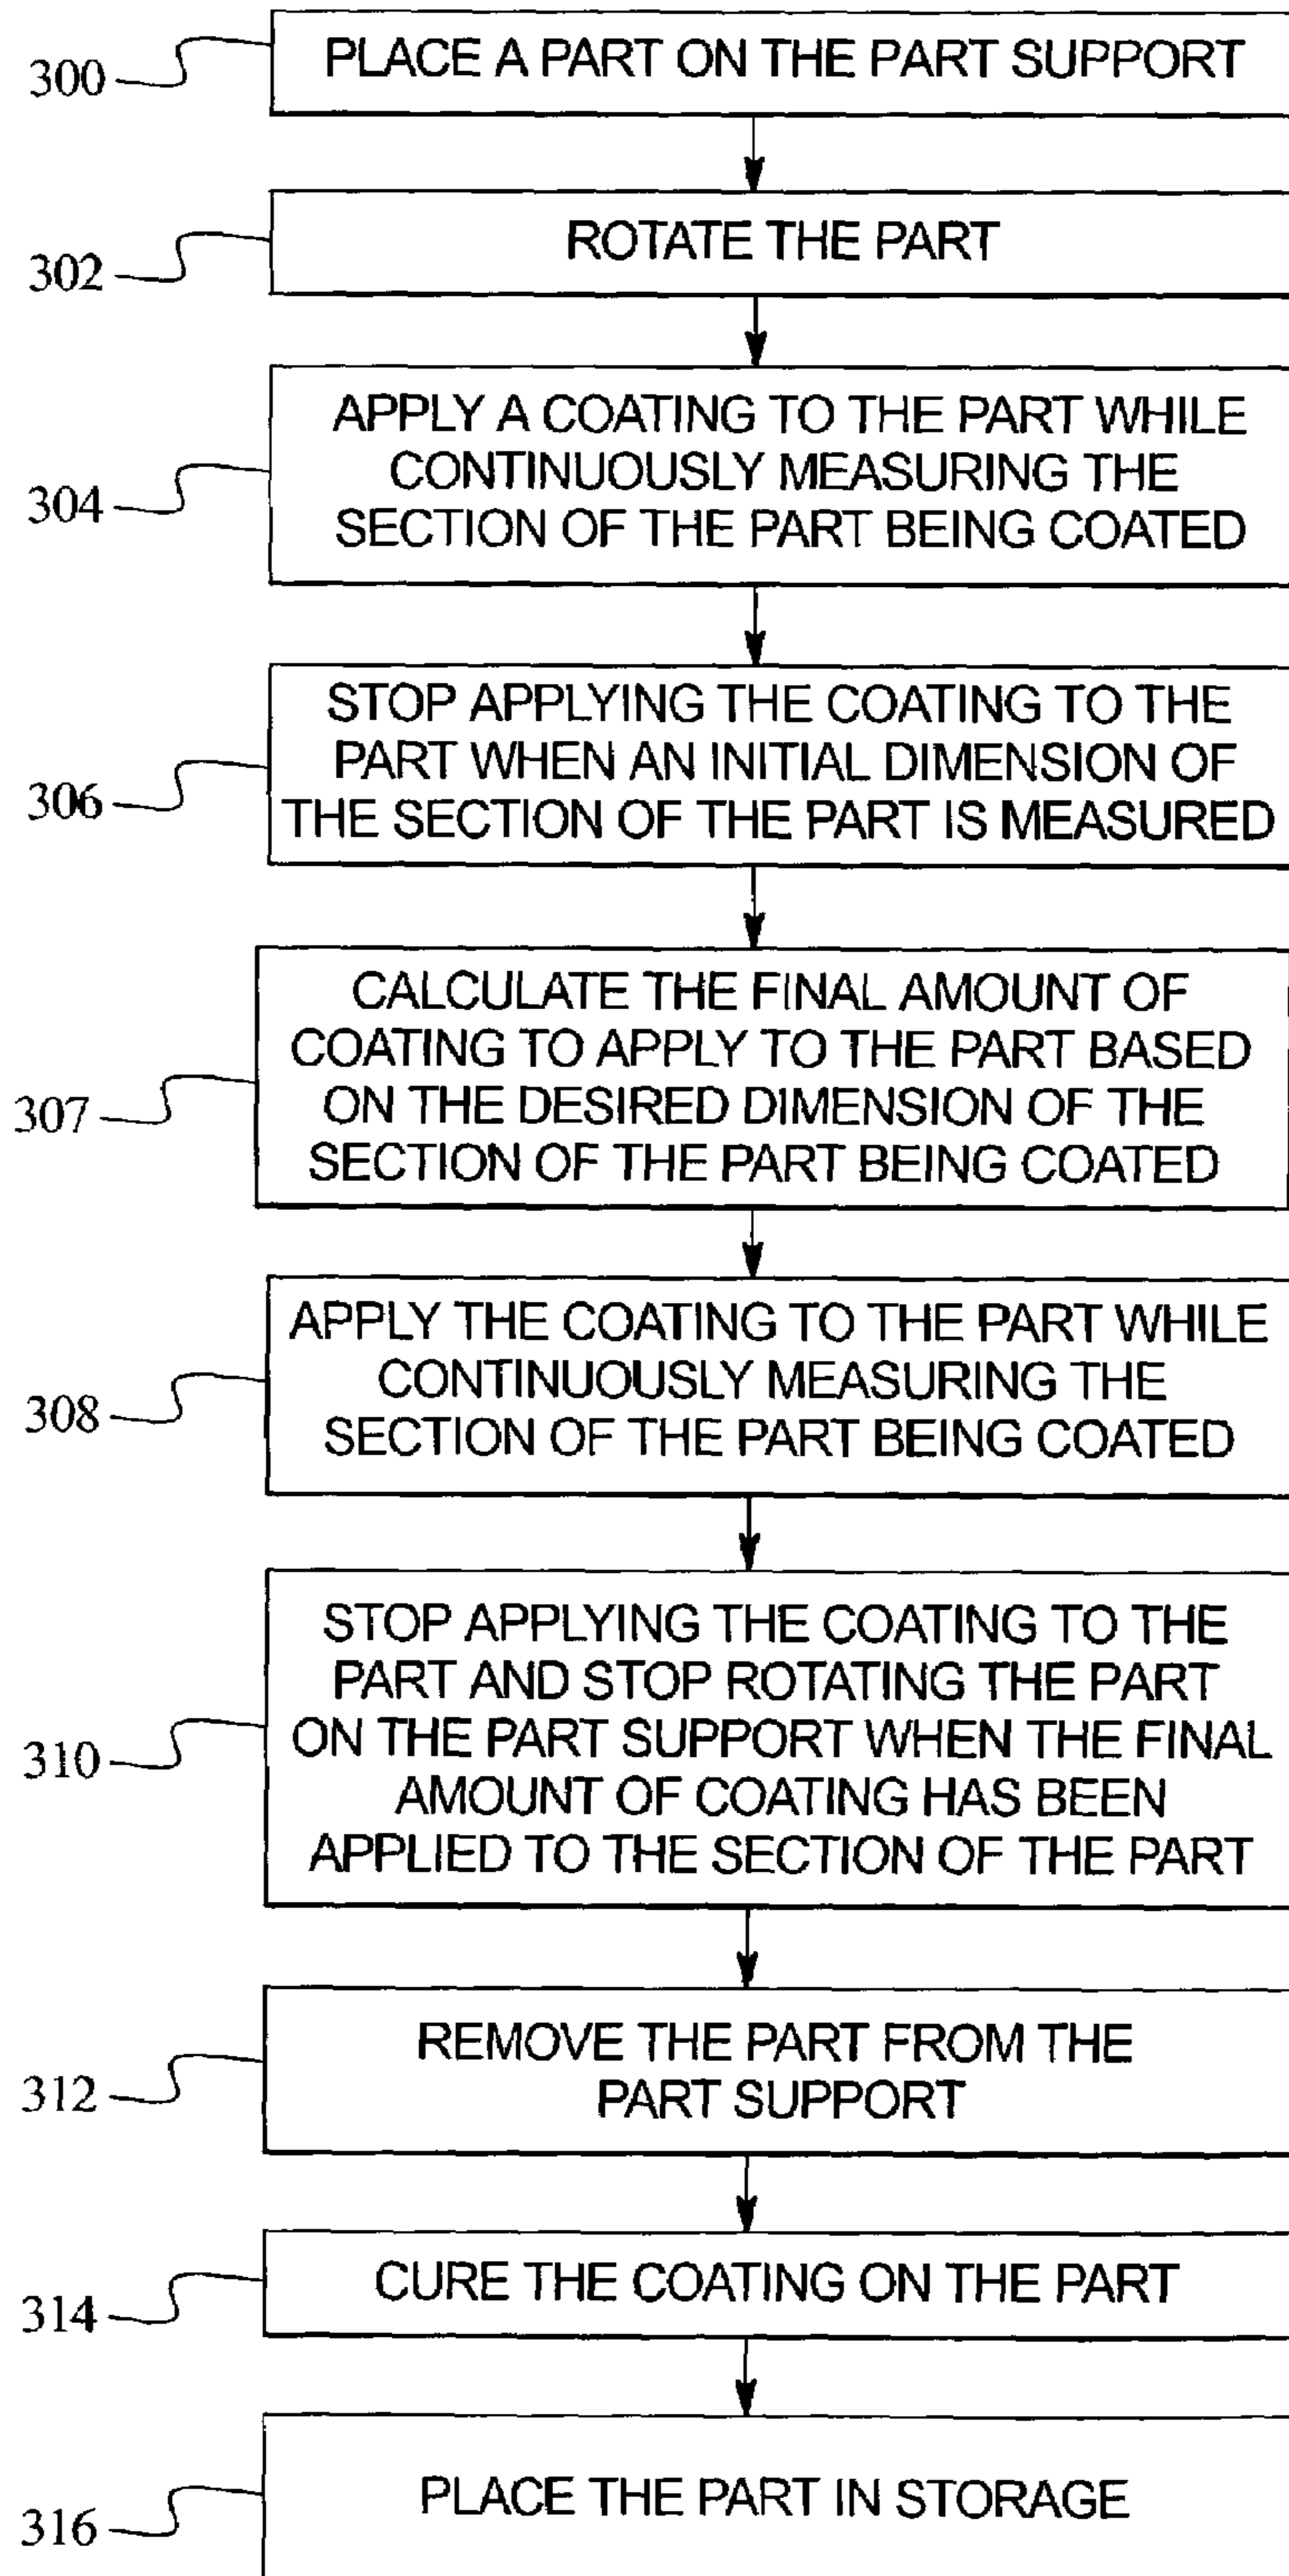 300
PLACE A PART ON THE PART SUPPORT
302
ROTATE THE PART
304
APPLY A COATING TO THE PART WHILE
CONTINUOUSLY MEASURING THE
SECTION OF THE PART BEING COATED
306
STOP APPLYING THE COATING TO THE
PART WHEN AN INITIAL DIMENSION OF
THE SECTION OF THE PART IS MEASURED
307
CALCULATE THE FINAL AMOUNT OF
COATING TO APPLY TO THE PART BASED
ON THE DESIRED DIMENSION OF THE
SECTION OF THE PART BEING COATED
308
APPLY THE COATING TO THE PART WHILE
CONTINUOUSLY MEASURING THE
SECTION OF THE PART BEING COATED
310
STOP APPLYING THE COATING TO THE
PART AND STOP ROTATING THE PART
ON THE PART SUPPORT WHEN THE FINAL
AMOUNT OF COATING HAS BEEN
APPLIED TO THE SECTION OF THE PART
312
REMOVE THE PART FROM THE
PART SUPPORT
314
CURE THE COATING ON THE PART
316
PLACE THE PART IN STORAGE